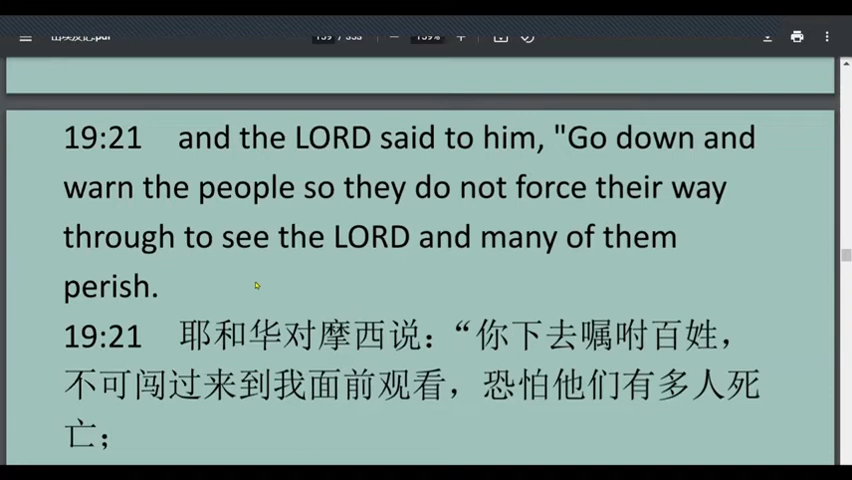 19:21 and the LORD said to him, "Go down and
warn the people so they do not force their way
through to see the LORD and many of them
perish.
19:21 耶和华对摩西说：“你下去嘱咐百姓，
不可闯过来到我面前观看，恐怕他们有多人死
亡；